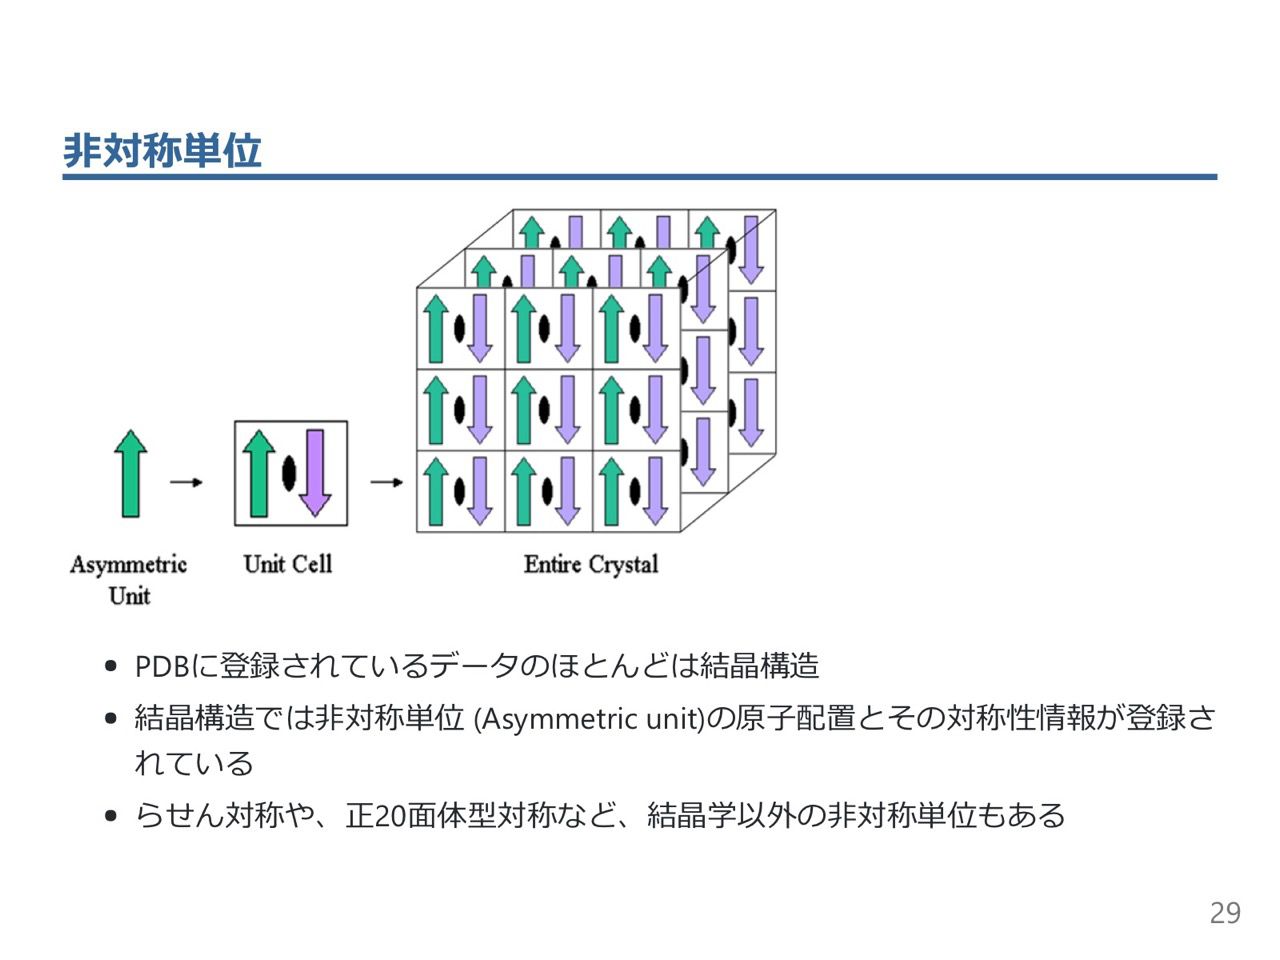 非対称単位
Asymmetric
Unit
Unit Cell
Entire Crystal
• PDBに登録されているデータのほとんどは結晶構造
• 結晶構造では非対称単位 (Asymmetric unit)の原子配置とその対称性情報が登録さ
れている
• らせん対称や、正20面体型対称など、結晶学以外の非対称単位もある
29